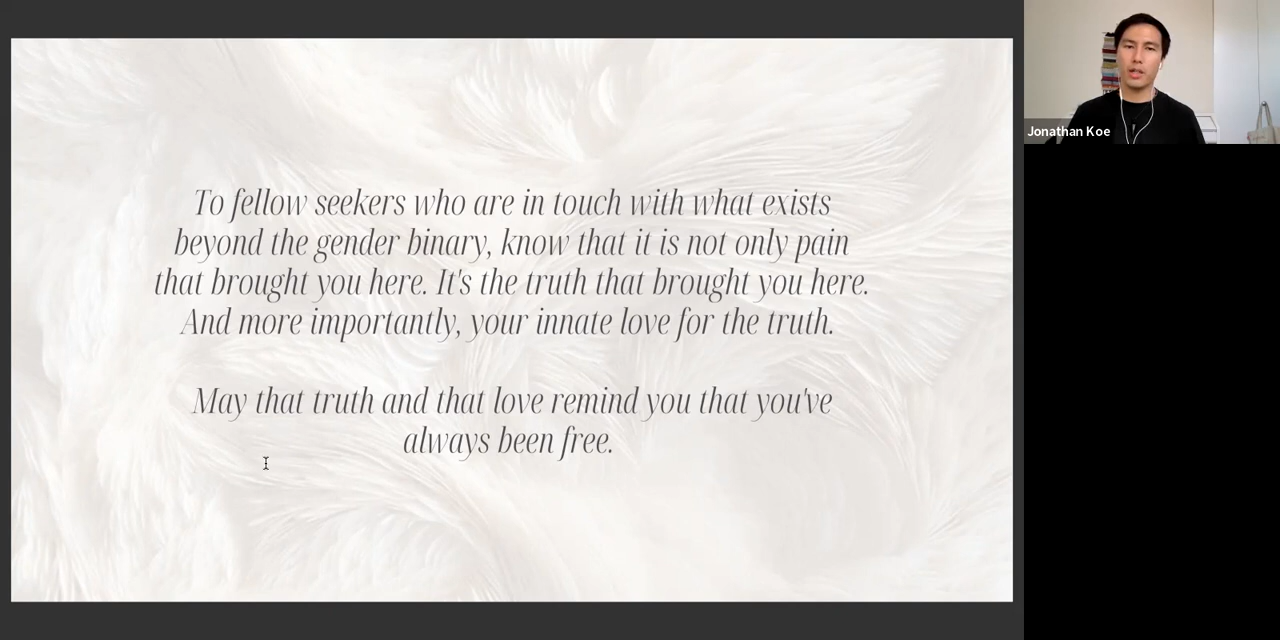 To fellow seekers who are in touch with what exists
beyond the gender binary, know that it is not only pain
that brought you here. It's the truth that brought you here.
And more importantly, your innate love for the truth.
May that truth and that love remind you that you've
always been free.
Jonathan Koe